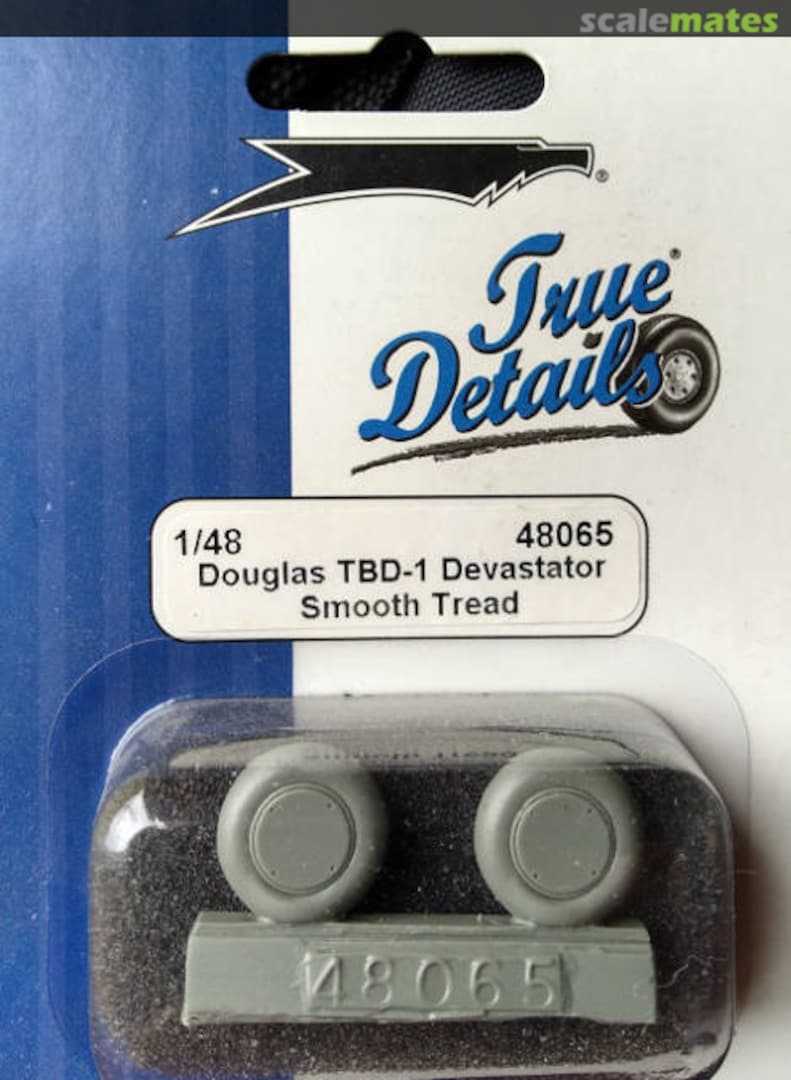 scalemates
®
True
Details®
1/48 48065
Douglas TBD-1 Devastator
Smooth Tread
48065